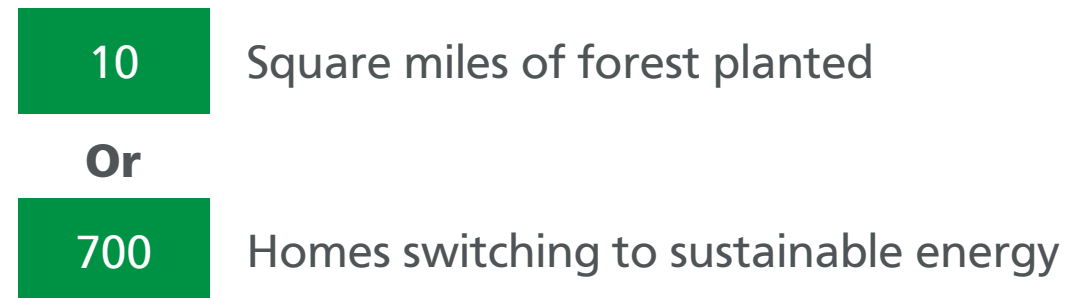 10 Square miles of forest planted
Or
700 Homes switching to sustainable energy